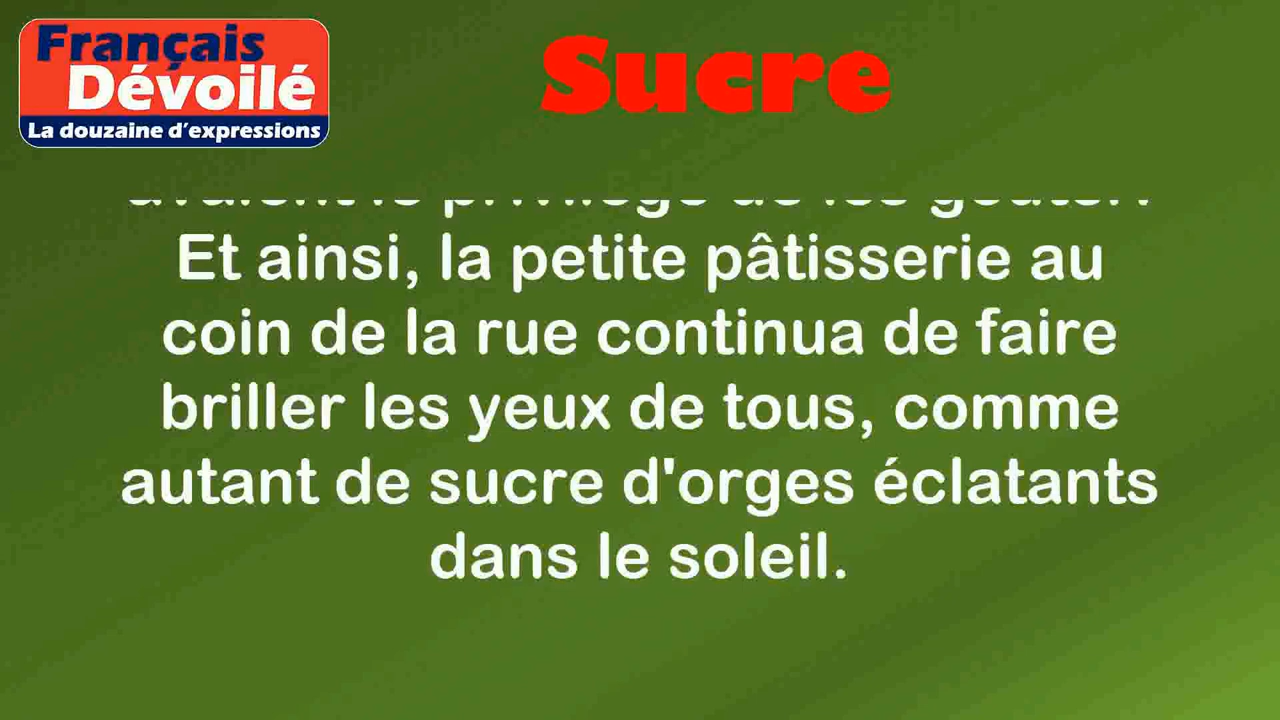 Français
Dévoilé
La douzaine d'expressions
Sucre
Et ainsi, la petite pâtisserie au
coin de la rue continua de faire
briller les yeux de tous, comme
autant de sucre d'orges éclatants
dans le soleil.